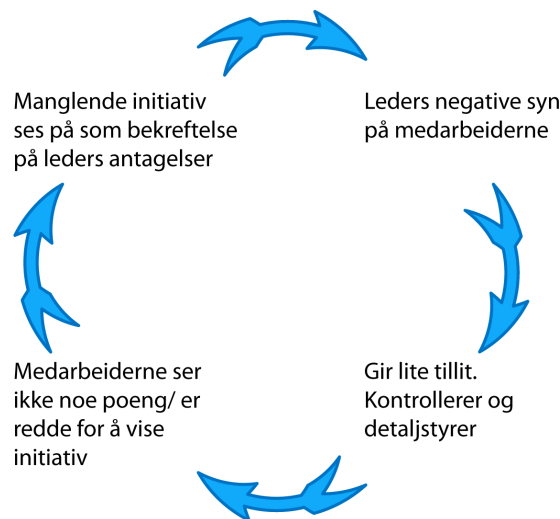 Manglende initiativ
ses på som bekreftelse
på leders antagelser
Leders negative syn
på medarbeiderne
Gir lite tillit.
Kontrollerer og
detaljstyrer
Medarbeiderne ser
ikke noe poeng/ er
redde for å vise
initiativ